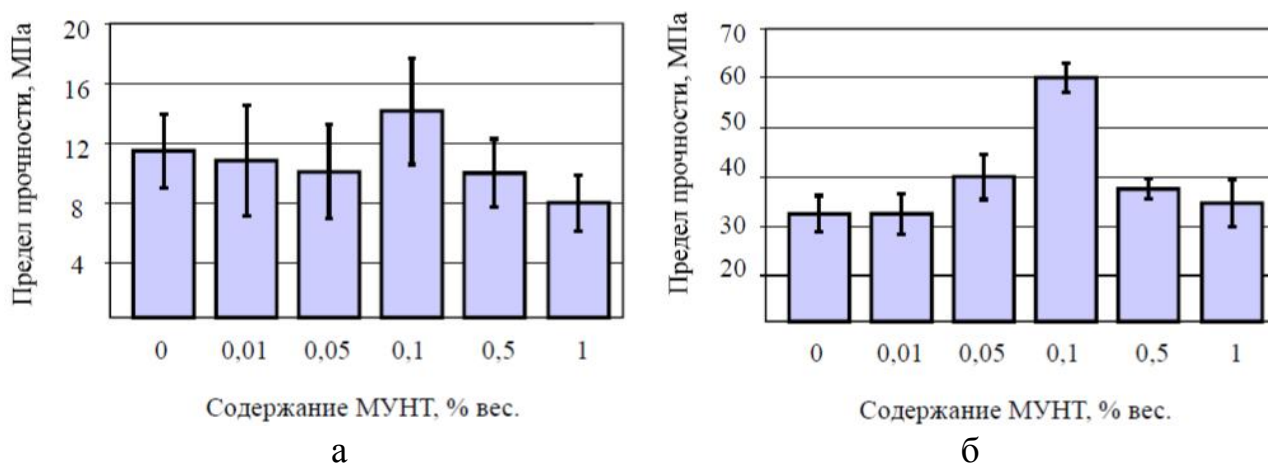 Предел прочности, МПа
20
16
12
8
4
0 0,01 0,05 0,1 0,5 1
Содержание МУНТ, % вес.
а
Предел прочности, МПа
70
60
50
40
30
20
0 0,01 0,05 0,1 0,5 1
Содержание МУНТ, % вес.
б